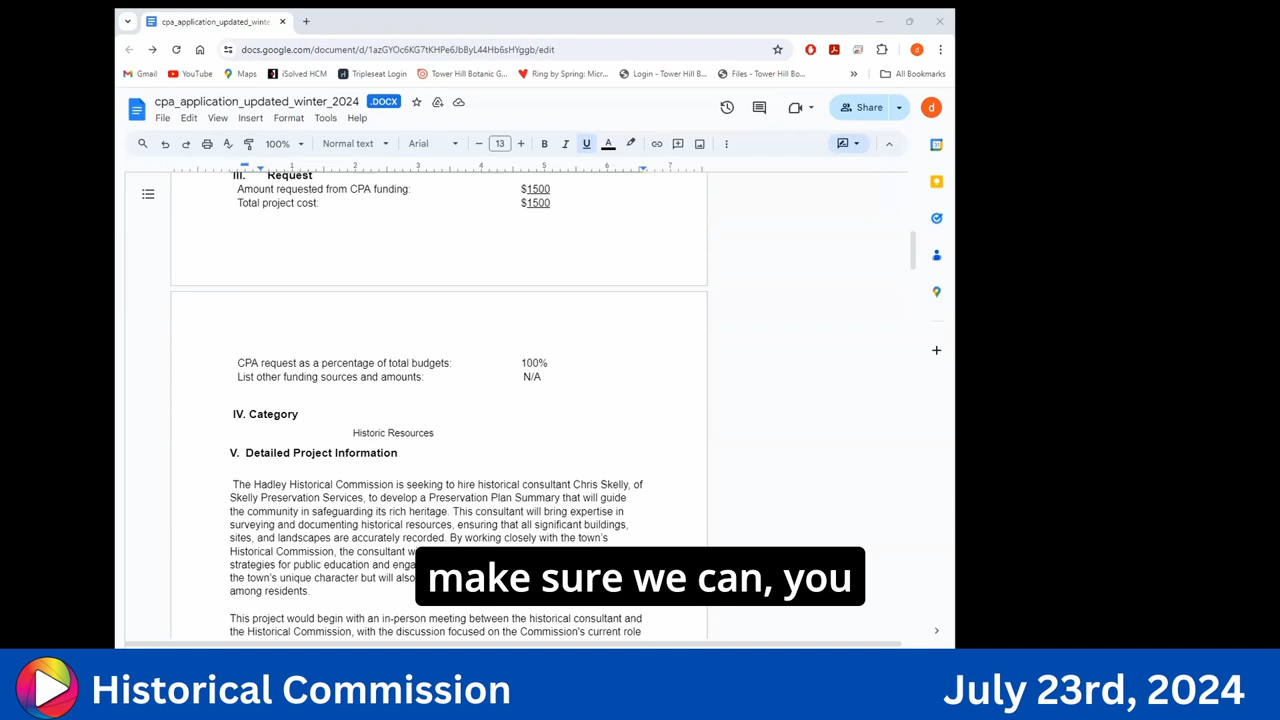 cpa_application_updated_winte
docs.google.com/document/d/1azGYOc6KG7tKHPe6JbByL44Hb6sHYggb/edit
Gmail YouTube Maps iSolved HCM Tripleseat Login Tower Hill Botanic G... Ring by Spring: Micr... Login - Tower Hill B... Files - Tower Hill Bo... » All Bookmarks
cpa_application_updated_winter_2024 .DOCX
Share d
File Edit View Insert Format Tools Help
100% Normal text Arial 13 B I U A
1 2 3 4 5 6 7
III. Request
Amount requested from CPA funding: $1500
Total project cost: $1500
CPA request as a percentage of total budgets: 100%
List other funding sources and amounts: N/A
IV. Category
Historic Resources
V. Detailed Project Information
The Hadley Historical Commission is seeking to hire historical consultant Chris Skelly, of
Skelly Preservation Services, to develop a Preservation Plan Summary that will guide
the community in safeguarding its rich heritage. This consultant will bring expertise in
surveying and documenting historical resources, ensuring that all significant buildings,
sites, and landscapes are accurately recorded. By working closely with the town's
Historical Commission, the consultant w
strategies for public education and enga
the town's unique character but will also
among residents.
This project would begin with an in-person meeting between the historical consultant and
the Historical Commission, with the discussion focused on the Commission's current role
make sure we can, you
Historical Commission
July 23rd, 2024